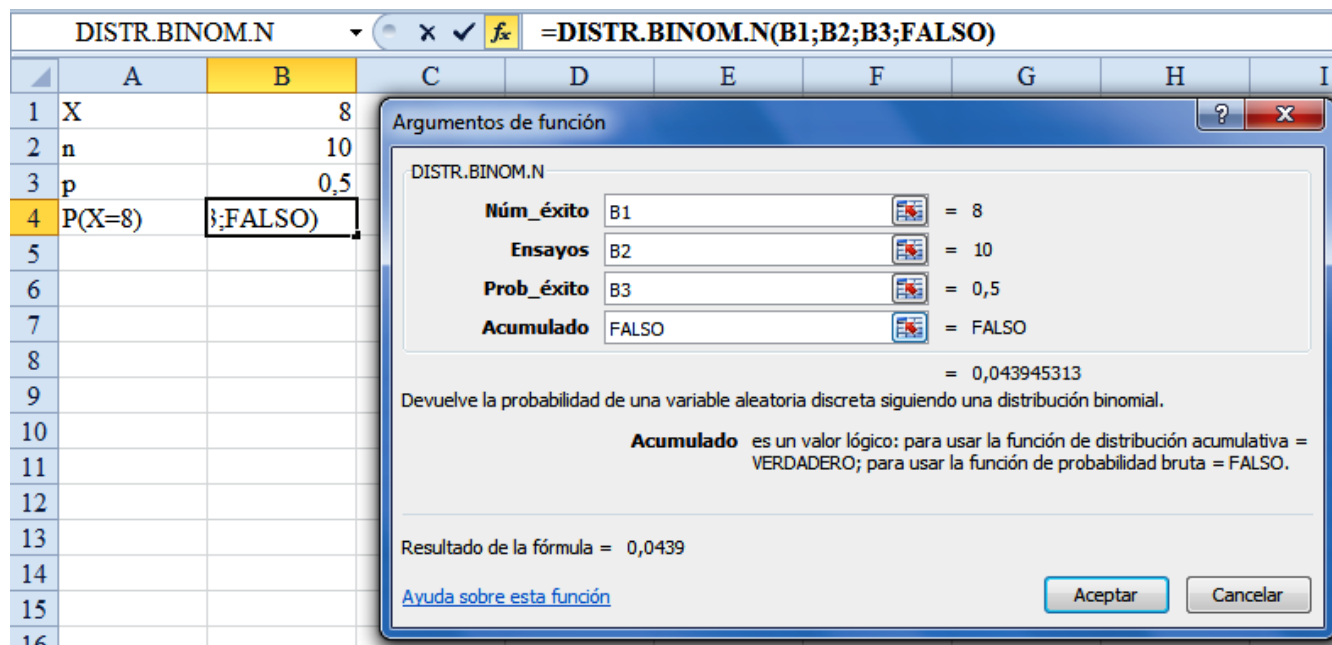 DISTR.BINOM.N fx =DISTR.BINOM.N(B1;B2;B3;FALSO)
A B C D E F G H I
1 X 8
2 n 10
3 p 0,5
4 P(X=8) 3;FALSO)
5
6
7
8
9
10
11
12
13
14
15
16
Argumentos de función ? X
DISTR.BINOM.N
Núm_éxito B1 = 8
Ensayos B2 = 10
Prob_éxito B3 = 0,5
Acumulado FALSO = FALSO
= 0,043945313
Devuelve la probabilidad de una variable aleatoria discreta siguiendo una distribución binomial.
Acumulado es un valor lógico: para usar la función de distribución acumulativa =
VERDADERO; para usar la función de probabilidad bruta = FALSO.
Resultado de la fórmula = 0,0439
Ayuda sobre esta función Aceptar Cancelar